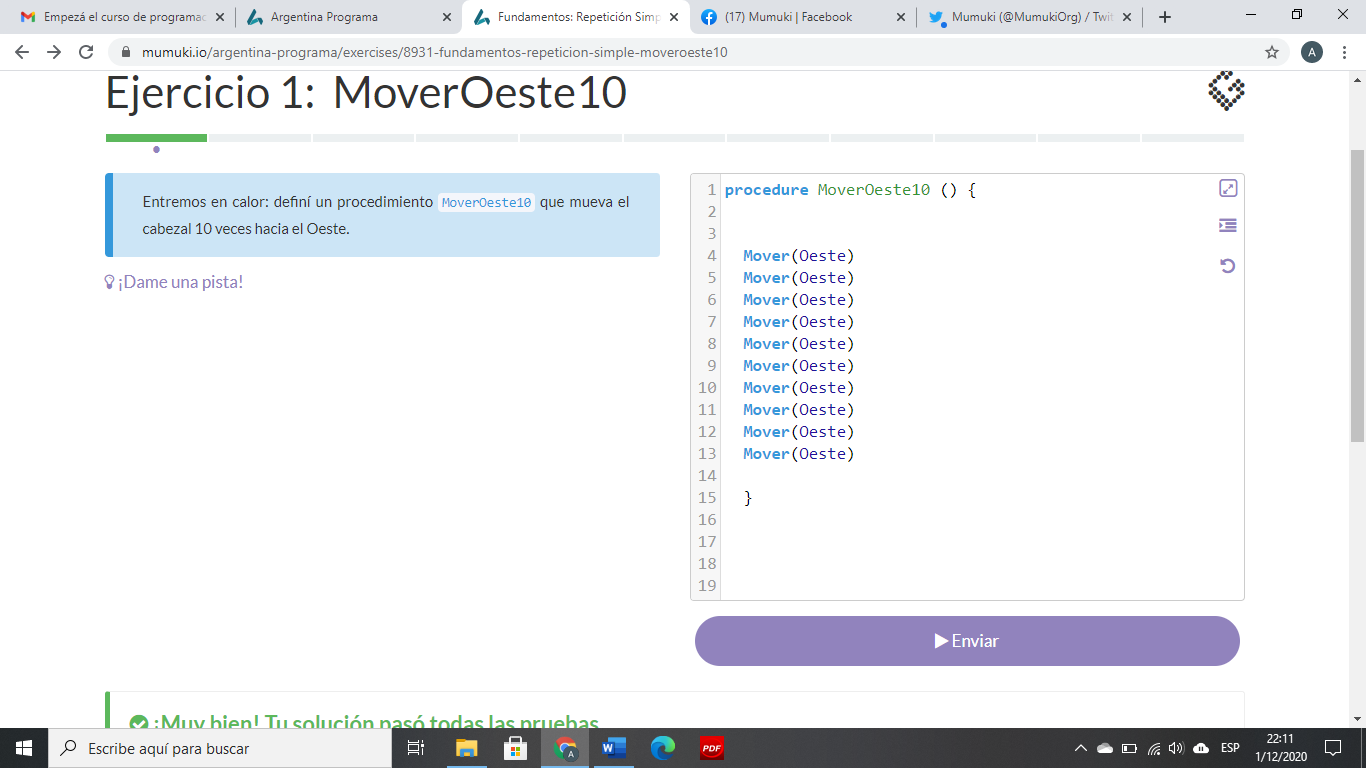 Empezá el curso de programac
Argentina Programa
Fundamentos: Repetición Simp
(17) Mumuki | Facebook
Mumuki (@MumukiOrg) / Twit
mumuki.io/argentina-programa/exercises/8931-fundamentos-repeticion-simple-moveroeste10
A
Ejercicio 1: MoverOeste10
Entremos en calor: definí un procedimiento MoverOeste10 que mueva el
cabezal 10 veces hacia el Oeste.
¡Dame una pista!
1 procedure MoverOeste10 () {
2
3
4 Mover(Oeste)
5 Mover(Oeste)
6 Mover(Oeste)
7 Mover(Oeste)
8 Mover(Oeste)
9 Mover(Oeste)
10 Mover(Oeste)
11 Mover(Oeste)
12 Mover(Oeste)
13 Mover(Oeste)
14
15 }
16
17
18
19
Enviar
¡Muy bien! Tu solución pasó todas las pruebas
Escribe aquí para buscar
A
W
PDF
ESP
22:11
1/12/2020